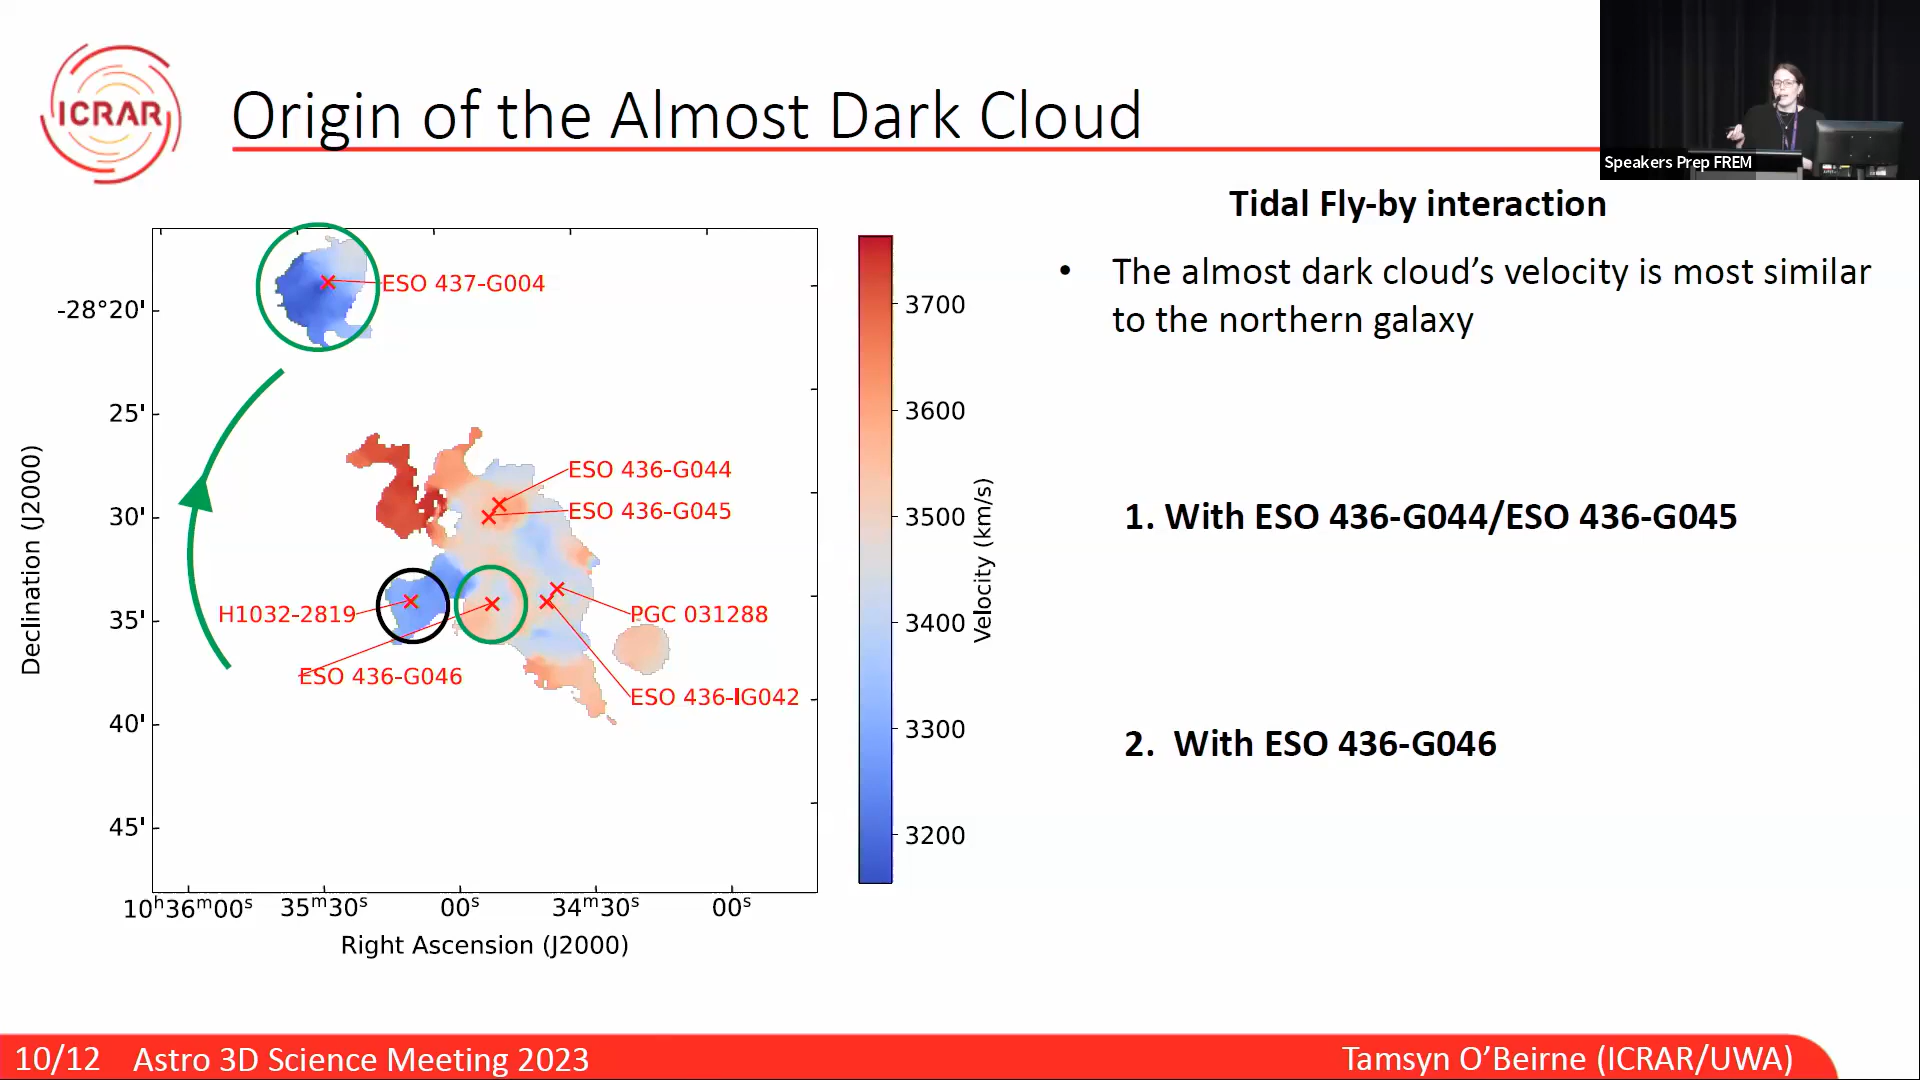 ICRAR
Origin of the Almost Dark Cloud
Speakers Prep FREM
Tidal Fly-by interaction
• The almost dark cloud’s velocity is most similar
to the northern galaxy
1. With ESO 436-G044/ESO 436-G045
2. With ESO 436-G046
ESO 437-G004
ESO 436-G044
ESO 436-G045
H1032-2819
PGC 031288
ESO 436-G046
ESO 436-IG042
Declination (J2000)
-28°20'
25'
30'
35'
40'
45'
10ʰ36ᵐ00ˢ 35ᵐ30ˢ 00ˢ 34ᵐ30ˢ 00ˢ
Right Ascension (J2000)
3700
3600
3500
3400
3300
3200
Velocity (km/s)
10/12 Astro 3D Science Meeting 2023 Tamsyn O’Beirne (ICRAR/UWA)